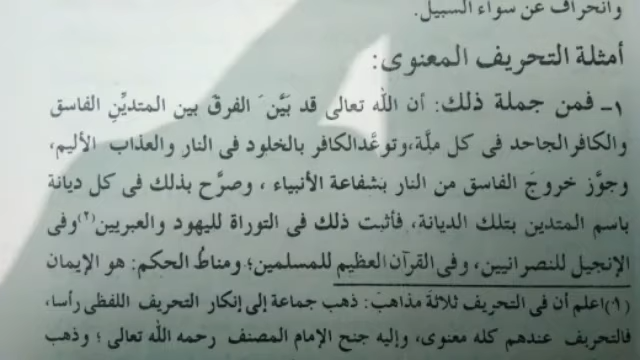 وانحراف عن سواء السبيل.
أمثلة التحريف المعنوى:
١ـ فمن جملة ذلك: أن الله تعالى قد بَيَّن َ الفرق بين المتديِّنِ الفاسق
والكافر الجاحد فى كل ملَّة،وتوعَّدالكافر بالخلود فى النار والعذاب الأليم،
وجوَّز خروجَ الفاسق من النار بشفاعة الأنبياء ، وصرَّح بذلك فى كل ديانة
باسم المتدين بتلك الديانة، فأثبت ذلك فى التوراة لليهود والعبريين(٢)وفى
الإنجيل للنصرانيين، وفى القرآن العظيم للمسلمين؛ ومناطُ الحكم: هو الإيمان
(١)اعلم أن فى التحريف ثلاثة مذاهبَ: ذهب جماعة إلى إنكار التحريف اللفظى رأسا،
فالتحريف عندهم كله معنوى، وإليه جنح الإمام المصنف رحمه الله تعالى ؛ وذهب